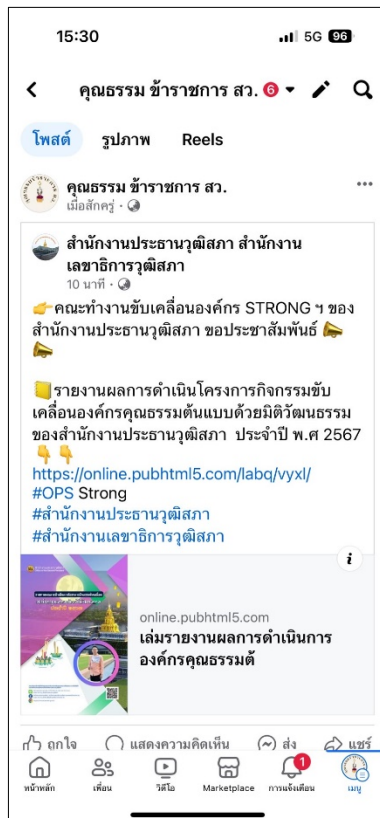 15:30
5G 96
คุณธรรม ข้าราชการ สว. 6
โพสต์ รูปภาพ Reels
คุณธรรม ข้าราชการ สว.
เมื่อสักครู่ ·
สำนักงานประธานวุฒิสภา สำนักงาน
เลขาธิการวุฒิสภา
10 นาที ·
👉คณะทำงานขับเคลื่อนองค์กร STRONG ฯ ของ
สำนักงานประธานวุฒิสภา ขอประชาสัมพันธ์ 📣
📣
📒รายงานผลการดำเนินโครงการกิจกรรมขับ
เคลื่อนองค์กรคุณธรรมต้นแบบด้วยมิติวัฒนธรรม
ของสำนักงานประธานวุฒิสภา ประจำปี พ.ศ 2567
👇👇
https://online.pubhtml5.com/labq/vyxl/
#OPS Strong
#สำนักงานประธานวุฒิสภา
#สำนักงานเลขาธิการวุฒิสภา
i
online.pubhtml5.com
เล่มรายงานผลการดำเนินการ
องค์กรคุณธรรมต้
ถูกใจ แสดงความคิดเห็น ส่ง แชร์
1
หน้าหลัก เพื่อน วิดีโอ Marketplace การแจ้งเตือน เมนู